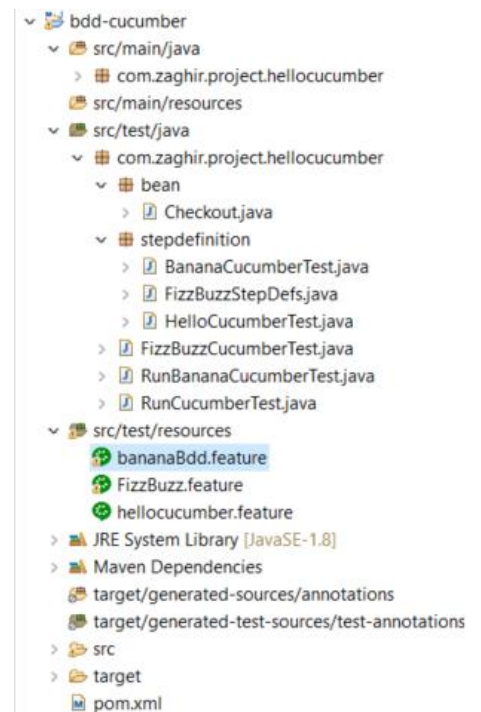 bdd-cucumber
src/main/java
com.zaghir.project.hellocucumber
src/main/resources
src/test/java
com.zaghir.project.hellocucumber
bean
Checkout.java
stepdefinition
BananaCucumberTest.java
FizzBuzzStepDefs.java
HelloCucumberTest.java
FizzBuzzCucumberTest.java
RunBananaCucumberTest.java
RunCucumberTest.java
src/test/resources
bananaBdd.feature
FizzBuzz.feature
hellocucumber.feature
JRE System Library [JavaSE-1.8]
Maven Dependencies
target/generated-sources/annotations
target/generated-test-sources/test-annotations
src
target
pom.xml